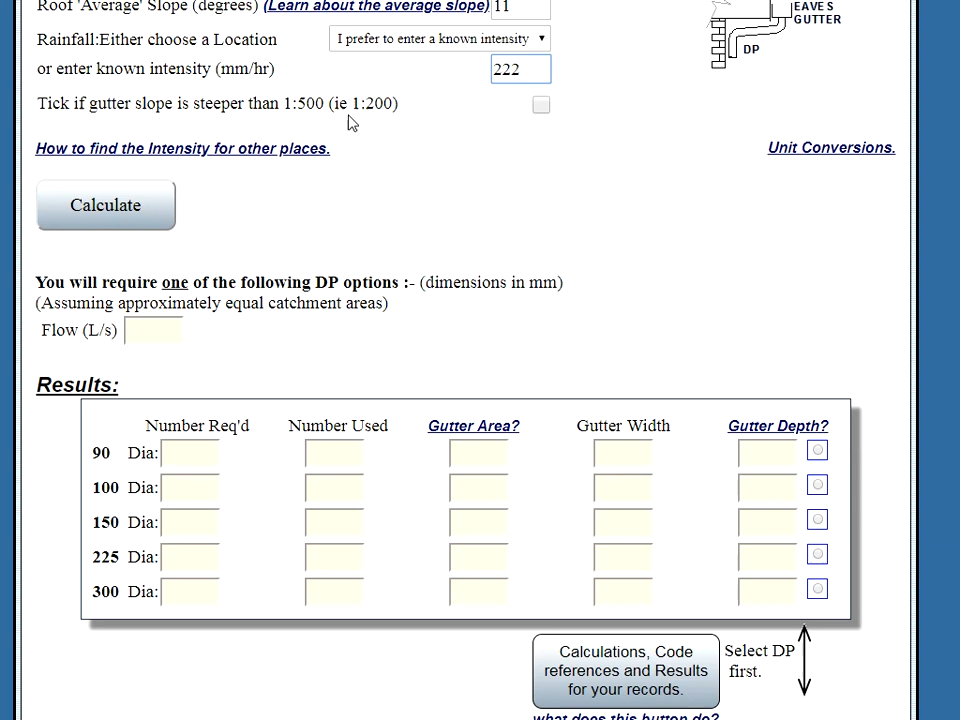 Roof 'Average' Slope (degrees) (Learn about the average slope) 11
EAVES
GUTTER
DP
Rainfall:Either choose a Location I prefer to enter a known intensity
or enter known intensity (mm/hr) 222
Tick if gutter slope is steeper than 1:500 (ie 1:200)
How to find the Intensity for other places. Unit Conversions.
Calculate
You will require one of the following DP options :- (dimensions in mm)
(Assuming approximately equal catchment areas)
Flow (L/s)
Results:
Number Req'd Number Used Gutter Area? Gutter Width Gutter Depth?
90 Dia:
100 Dia:
150 Dia:
225 Dia:
300 Dia:
Calculations, Code
references and Results
for your records.
Select DP
first.
what does this button do?